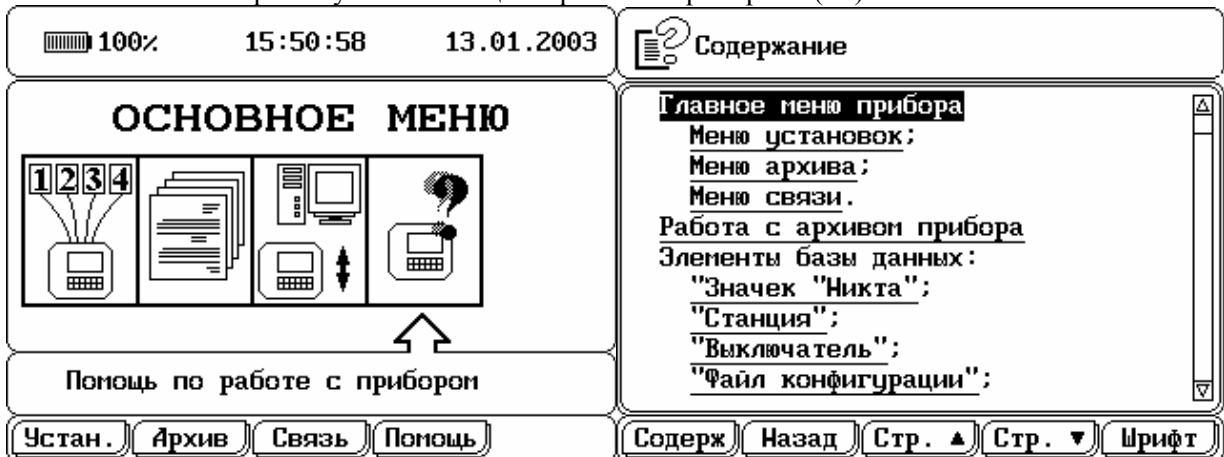 100% 15:50:58 13.01.2003
ОСНОВНОЕ МЕНЮ
1 2 3 4
Помощь по работе с прибором
Устан. Архив Связь Помощь
Содержание
Главное меню прибора
Меню установок;
Меню архива;
Меню связи.
Работа с архивом прибора
Элементы базы данных:
"Значек "Никта";
"Станция";
"Выключатель";
"Файл конфигурации";
Содерж Назад Стр. ▲ Стр. ▼ Шрифт